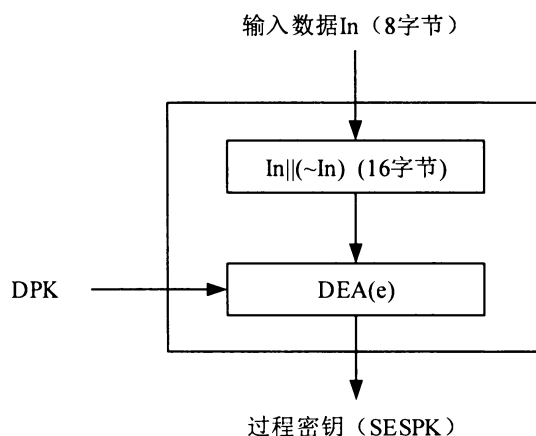 输入数据In（8字节）
In||(~In) (16字节)
DPK
DEA(e)
过程密钥（SESPK）